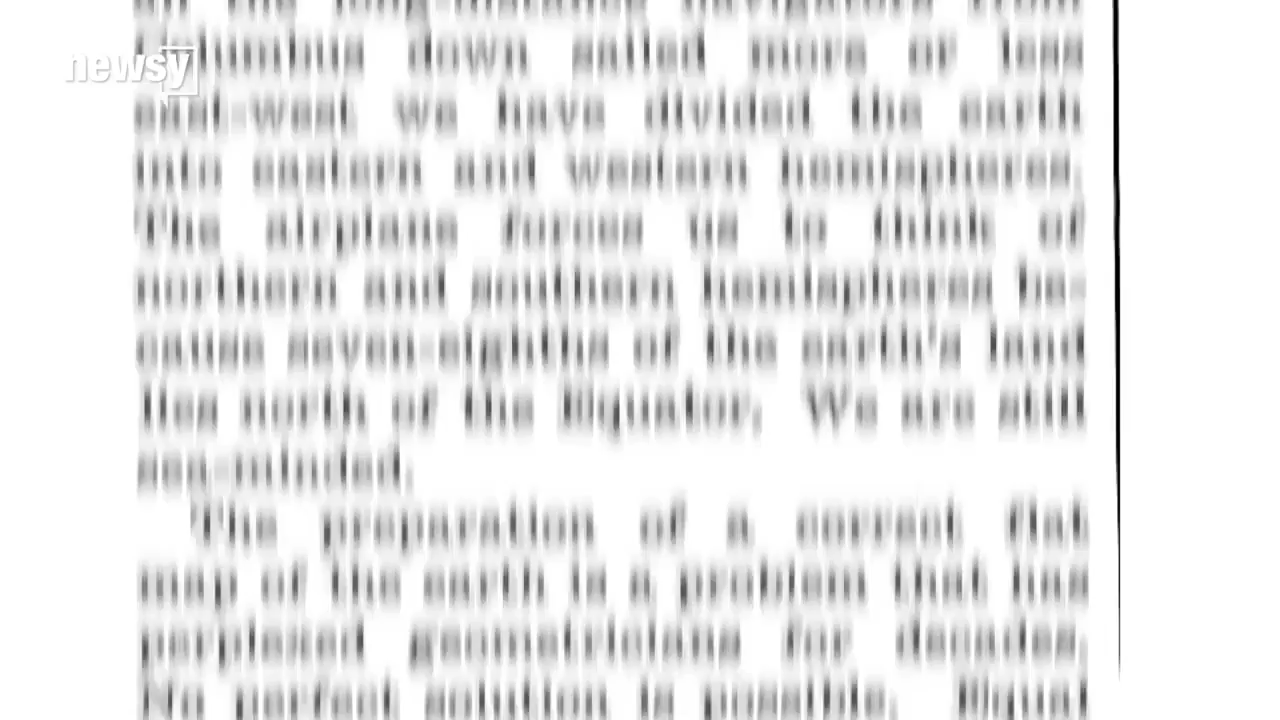 newsy
Columbus down sailed more or less
east-west we have divided the earth
into eastern and western hemispheres.
The airplane forces us to think of
northern and southern hemispheres be-
cause seven-eighths of the earth's land
lies north of the Equator. We are still
sea-minded.
The preparation of a correct flat
map of the earth is a problem that has
perplexed geometricians for decades.
No perfect solution is possible.